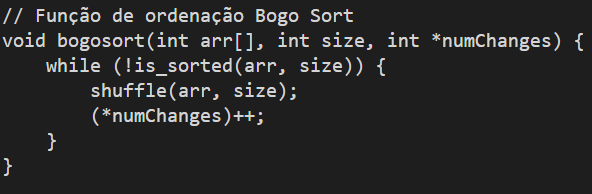 // Função de ordenação Bogo Sort
void bogosort(int arr[], int size, int *numChanges) {
    while (!is_sorted(arr, size)) {
        shuffle(arr, size);
        (*numChanges)++;
    }
}